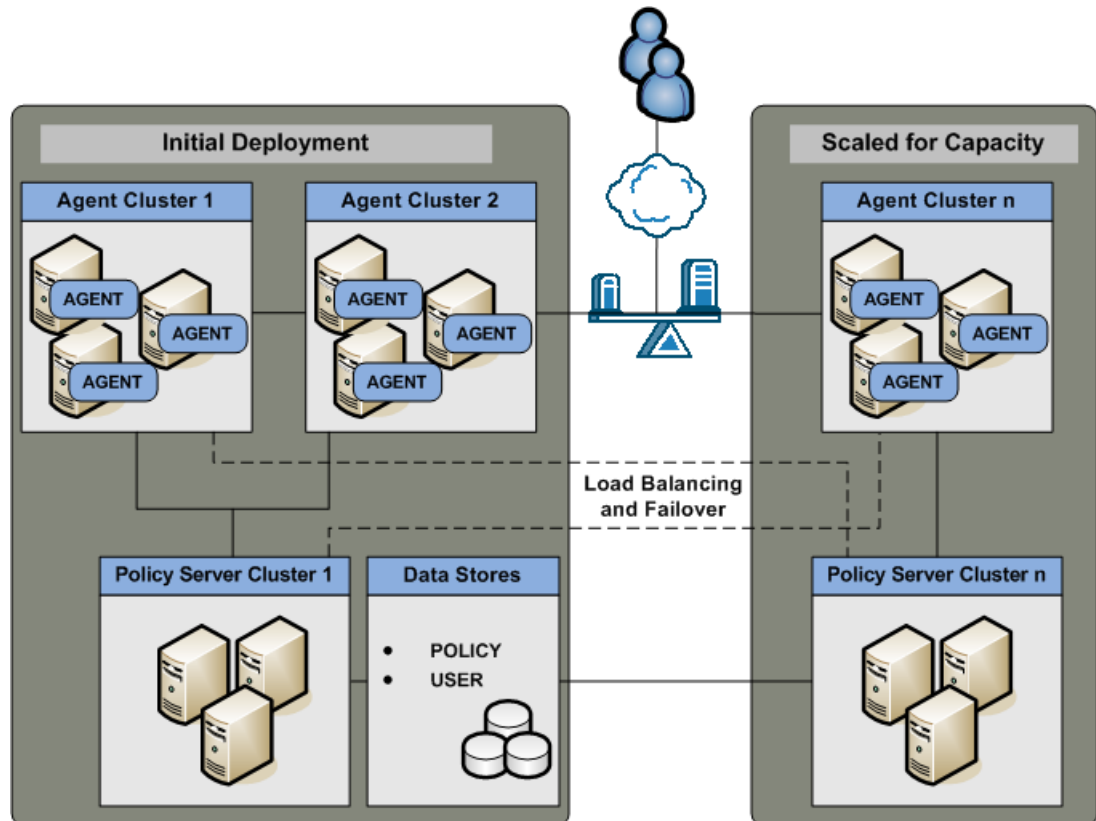 Initial Deployment
Agent Cluster 1
AGENT
AGENT
AGENT
Agent Cluster 2
AGENT
AGENT
AGENT
Scaled for Capacity
Agent Cluster n
AGENT
AGENT
AGENT
Load Balancing
and Failover
Policy Server Cluster 1
Data Stores
• POLICY
• USER
Policy Server Cluster n